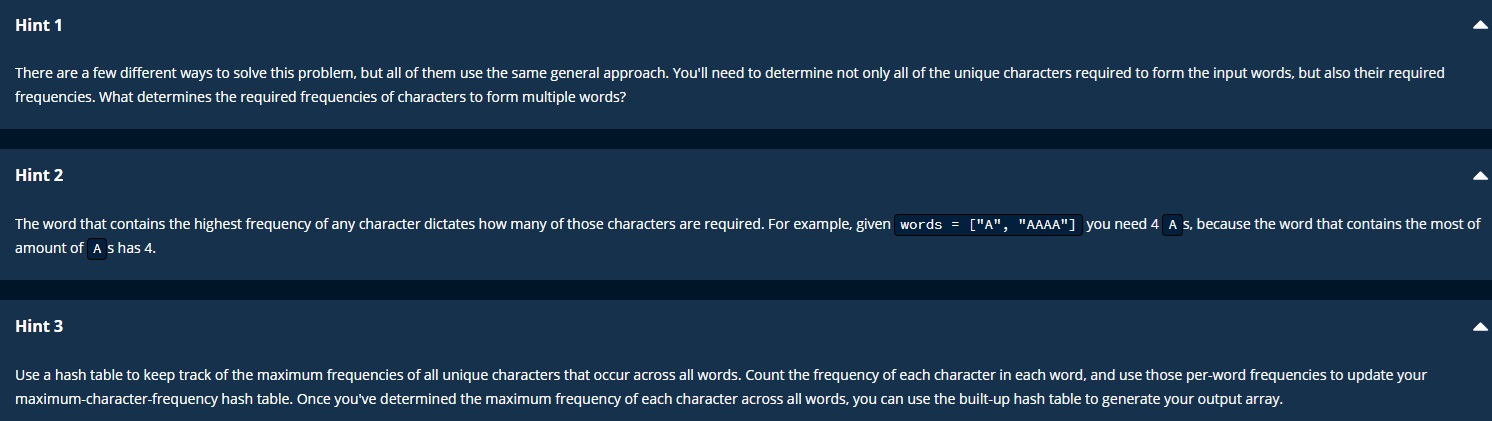 Hint 1
There are a few different ways to solve this problem, but all of them use the same general approach. You'll need to determine not only all of the unique characters required to form the input words, but also their required
frequencies. What determines the required frequencies of characters to form multiple words?
Hint 2
The word that contains the highest frequency of any character dictates how many of those characters are required. For example, given words = ["A", "AAAA"] you need 4 A s, because the word that contains the most of
amount of A s has 4.
Hint 3
Use a hash table to keep track of the maximum frequencies of all unique characters that occur across all words. Count the frequency of each character in each word, and use those per-word frequencies to update your
maximum-character-frequency hash table. Once you've determined the maximum frequency of each character across all words, you can use the built-up hash table to generate your output array.